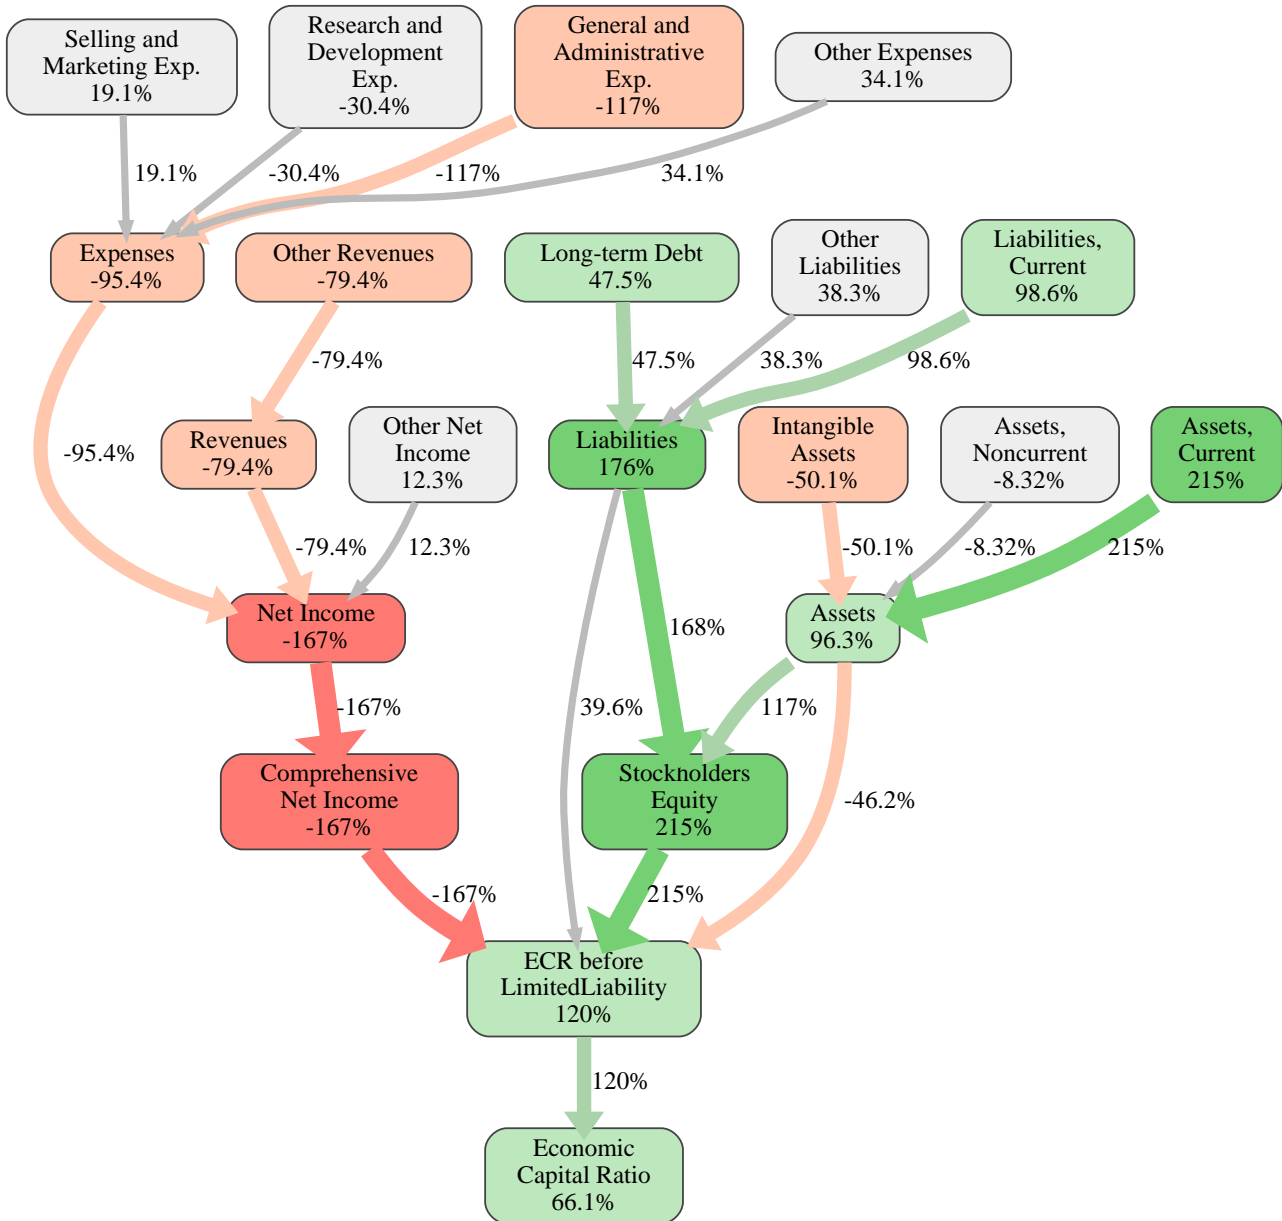 Selling and
Marketing Exp.
19.1%
Research and
Development
Exp.
-30.4%
General and
Administrative
Exp.
-117%
Other Expenses
34.1%
19.1%
-30.4%
-117%
34.1%
Expenses
-95.4%
Other Revenues
-79.4%
Long-term Debt
47.5%
Other
Liabilities
38.3%
Liabilities,
Current
98.6%
-79.4%
47.5%
38.3%
98.6%
-95.4%
Revenues
-79.4%
Other Net
Income
12.3%
Liabilities
176%
Intangible
Assets
-50.1%
Assets,
Noncurrent
-8.32%
Assets,
Current
215%
-79.4%
12.3%
-50.1%
-8.32%
215%
Net Income
-167%
168%
Assets
96.3%
-167%
39.6%
117%
Comprehensive
Net Income
-167%
Stockholders
Equity
215%
-46.2%
-167%
215%
ECR before
LimitedLiability
120%
120%
Economic
Capital Ratio
66.1%